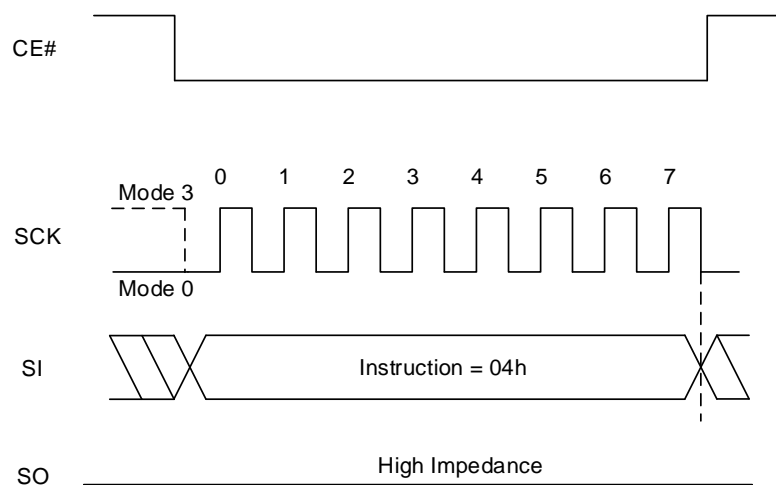 CE#
0 1 2 3 4 5 6 7
Mode 3
SCK
Mode 0
SI
Instruction = 04h
High Impedance
SO